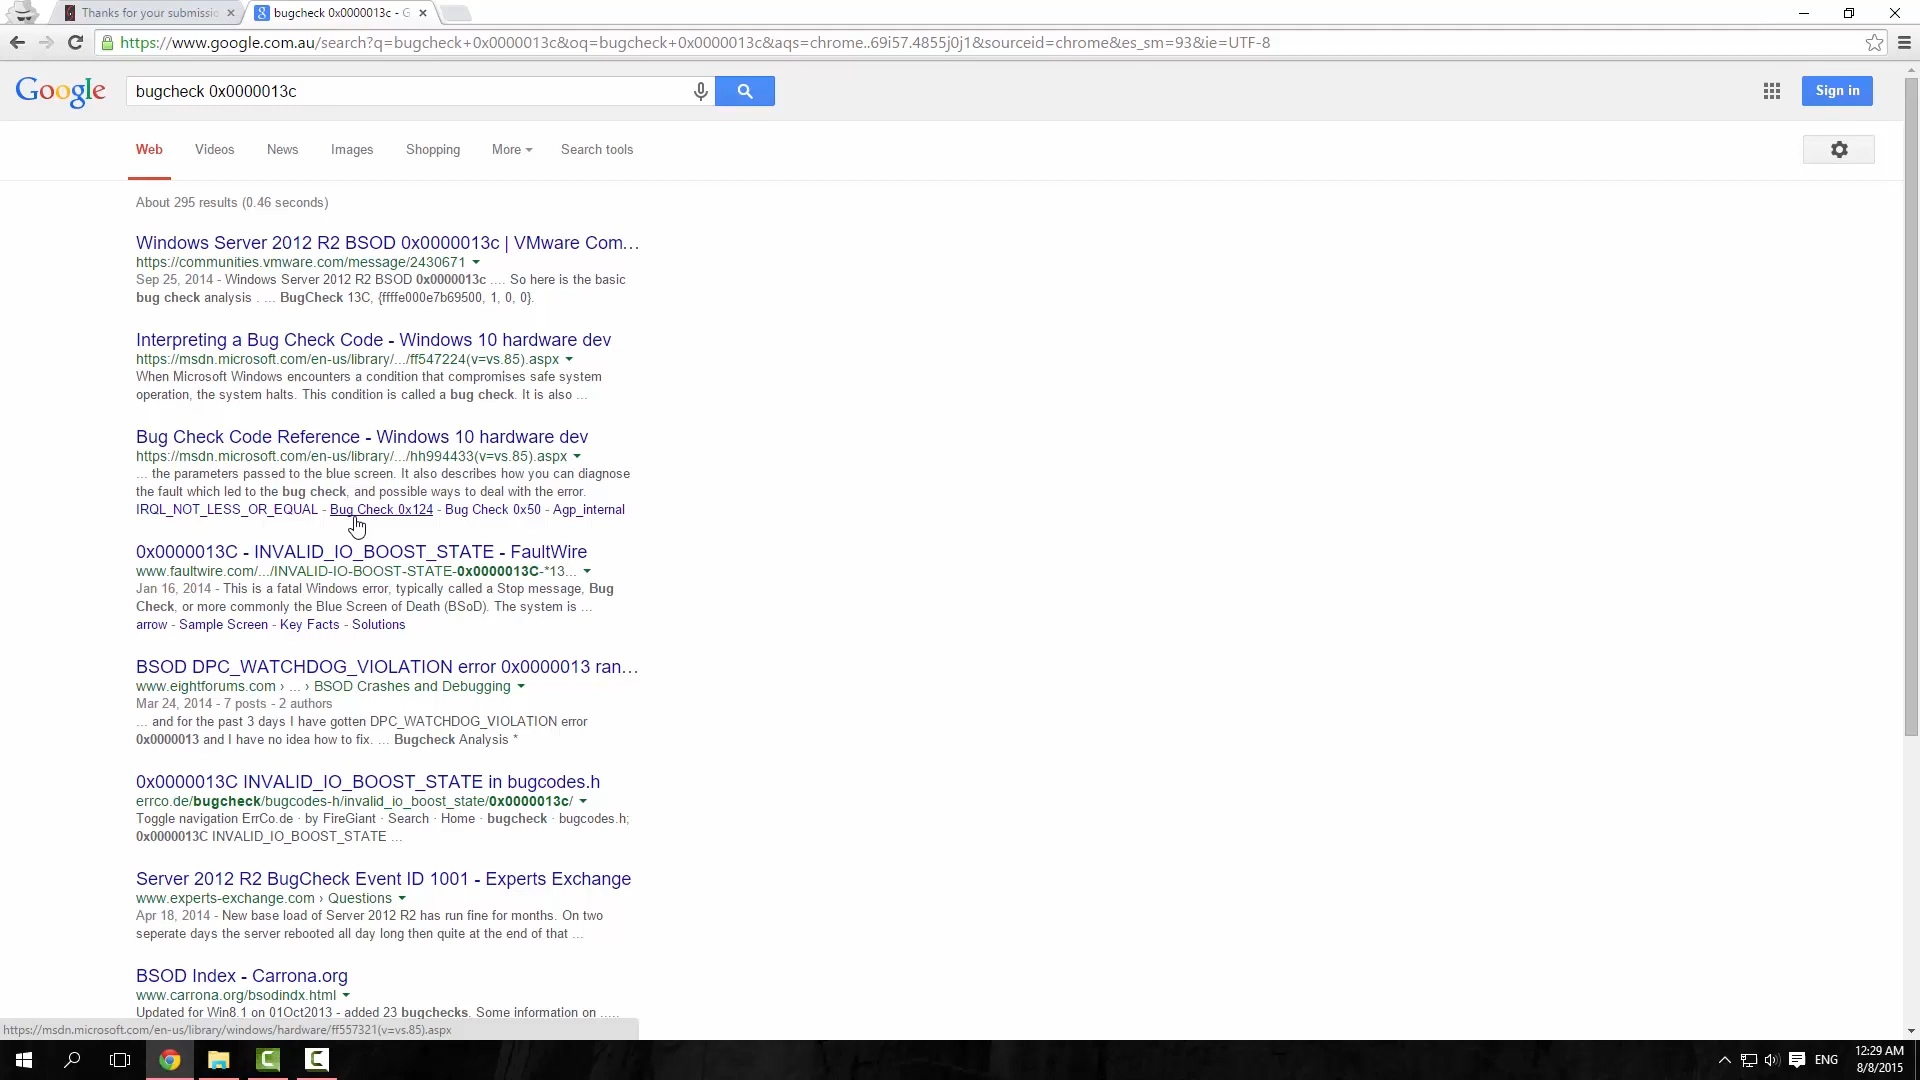 Thanks for your submissio
bugcheck 0x0000013c - G
https://www.google.com.au/search?q=bugcheck+0x0000013c&oq=bugcheck+0x0000013c&aqs=chrome..69i57.4855j0j1&sourceid=chrome&es_sm=93&ie=UTF-8
Google
bugcheck 0x0000013c
Sign in
Web Videos News Images Shopping More Search tools
About 295 results (0.46 seconds)
Windows Server 2012 R2 BSOD 0x0000013c | VMware Com...
https://communities.vmware.com/message/2430671
Sep 25, 2014 - Windows Server 2012 R2 BSOD 0x0000013c .... So here is the basic
bug check analysis . ... BugCheck 13C, {ffffe000e7b69500, 1, 0, 0}.
Interpreting a Bug Check Code - Windows 10 hardware dev
https://msdn.microsoft.com/en-us/library/.../ff547224(v=vs.85).aspx
When Microsoft Windows encounters a condition that compromises safe system
operation, the system halts. This condition is called a bug check. It is also ...
Bug Check Code Reference - Windows 10 hardware dev
https://msdn.microsoft.com/en-us/library/.../hh994433(v=vs.85).aspx
... the parameters passed to the blue screen. It also describes how you can diagnose
the fault which led to the bug check, and possible ways to deal with the error.
IRQL_NOT_LESS_OR_EQUAL - Bug Check 0x124 - Bug Check 0x50 - Agp_internal
0x0000013C - INVALID_IO_BOOST_STATE - FaultWire
www.faultwire.com/.../INVALID-IO-BOOST-STATE-0x0000013C-*13...
Jan 16, 2014 - This is a fatal Windows error, typically called a Stop message, Bug
Check, or more commonly the Blue Screen of Death (BSoD). The system is ...
arrow - Sample Screen - Key Facts - Solutions
BSOD DPC_WATCHDOG_VIOLATION error 0x0000013 ran...
www.eightforums.com › ... › BSOD Crashes and Debugging
Mar 24, 2014 - 7 posts - 2 authors
... and for the past 3 days I have gotten DPC_WATCHDOG_VIOLATION error
0x0000013 and I have no idea how to fix. ... Bugcheck Analysis *
0x0000013C INVALID_IO_BOOST_STATE in bugcodes.h
errco.de/bugcheck/bugcodes-h/invalid_io_boost_state/0x0000013c/
Toggle navigation ErrCo.de · by FireGiant · Search · Home · bugcheck · bugcodes.h;
0x0000013C INVALID_IO_BOOST_STATE ...
Server 2012 R2 BugCheck Event ID 1001 - Experts Exchange
www.experts-exchange.com › Questions
Apr 18, 2014 - New base load of Server 2012 R2 has run fine for months. On two
seperate days the server rebooted all day long then quite at the end of that ...
BSOD Index - Carrona.org
www.carrona.org/bsodindx.html
Updated for Win8.1 on 01Oct2013 - added 23 bugchecks. Some information on .....
https://msdn.microsoft.com/en-us/library/windows/hardware/ff557321(v=vs.85).aspx
ENG
12:29 AM
8/8/2015